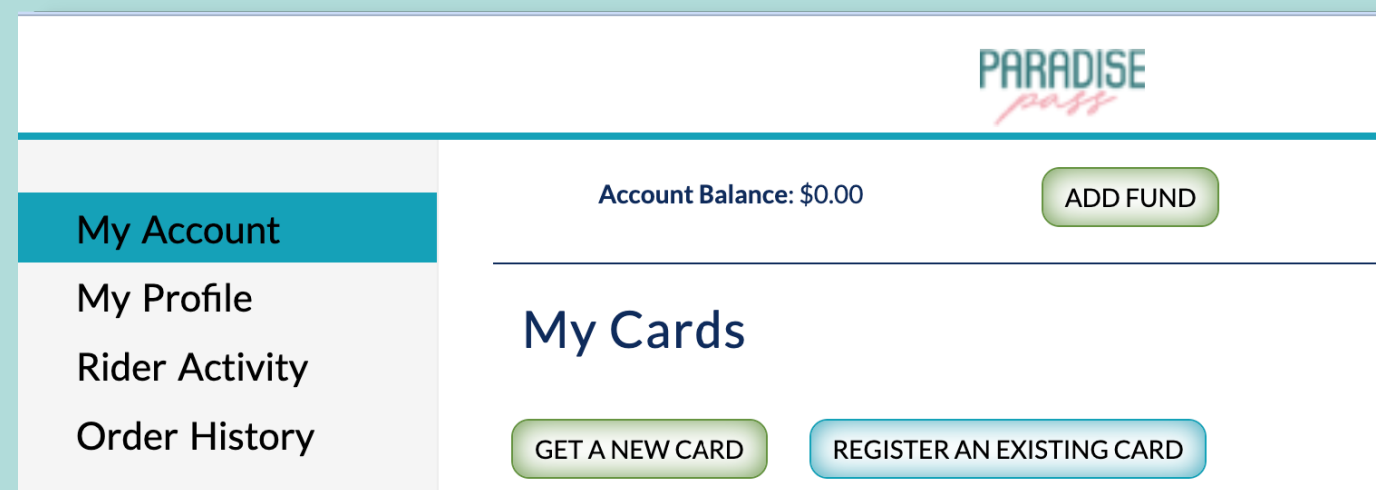 PARADISE
pass
Account Balance: $0.00
ADD FUND
My Account
My Profile
Rider Activity
Order History
My Cards
GET A NEW CARD
REGISTER AN EXISTING CARD